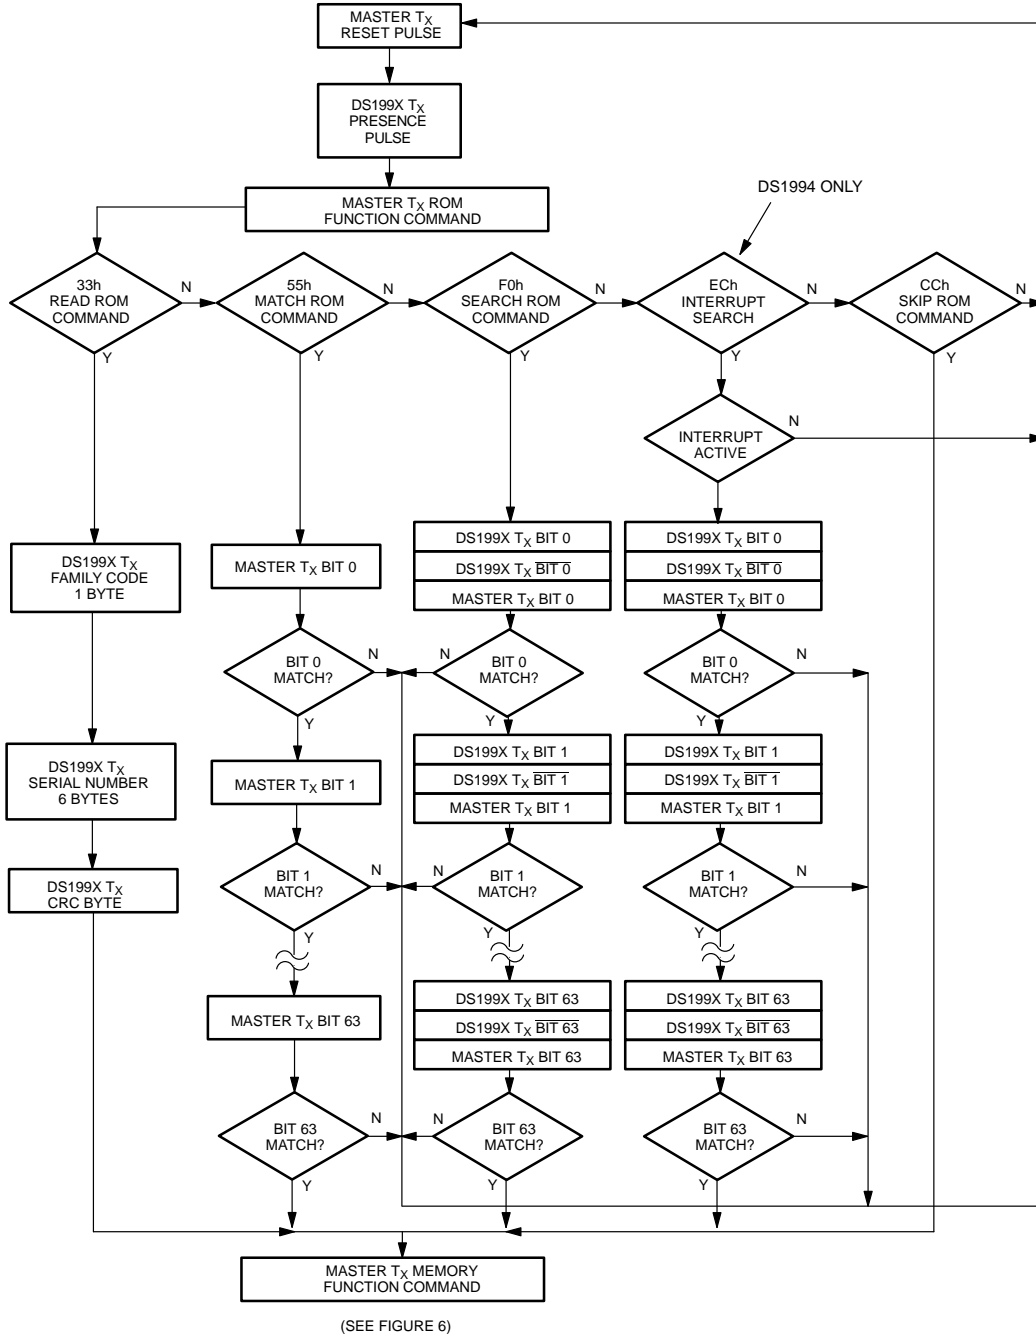 MASTER TX
RESET PULSE
DS199X TX
PRESENCE
PULSE
MASTER TX ROM
FUNCTION COMMAND
DS1994 ONLY
33h
READ ROM
COMMAND
N
Y
55h
MATCH ROM
COMMAND
N
Y
F0h
SEARCH ROM
COMMAND
N
Y
ECh
INTERRUPT
SEARCH
N
Y
CCh
SKIP ROM
COMMAND
N
Y
INTERRUPT
ACTIVE
N
Y
DS199X TX
FAMILY CODE
1 BYTE
MASTER TX BIT 0
DS199X TX BIT 0
DS199X TX B̅I̅T̅ ̅0̅
MASTER TX BIT 0
DS199X TX BIT 0
DS199X TX B̅I̅T̅ ̅0̅
MASTER TX BIT 0
BIT 0
MATCH?
N
Y
BIT 0
MATCH?
N
Y
BIT 0
MATCH?
N
Y
DS199X TX
SERIAL NUMBER
6 BYTES
MASTER TX BIT 1
DS199X TX BIT 1
DS199X TX B̅I̅T̅ ̅1̅
MASTER TX BIT 1
DS199X TX BIT 1
DS199X TX B̅I̅T̅ ̅1̅
MASTER TX BIT 1
DS199X TX
CRC BYTE
BIT 1
MATCH?
N
Y
BIT 1
MATCH?
N
Y
BIT 1
MATCH?
N
Y
MASTER TX BIT 63
DS199X TX BIT 63
DS199X TX B̅I̅T̅ ̅6̅3̅
MASTER TX BIT 63
DS199X TX BIT 63
DS199X TX B̅I̅T̅ ̅6̅3̅
MASTER TX BIT 63
BIT 63
MATCH?
N
Y
BIT 63
MATCH?
N
Y
BIT 63
MATCH?
N
Y
MASTER TX MEMORY
FUNCTION COMMAND
(SEE FIGURE 6)